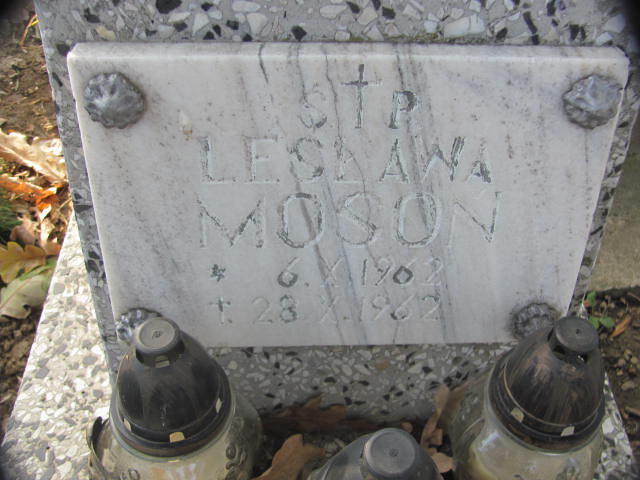 Ś † P
LESŁAWA
MOSOŃ
* 6.X.1962
†. 28.X.1962